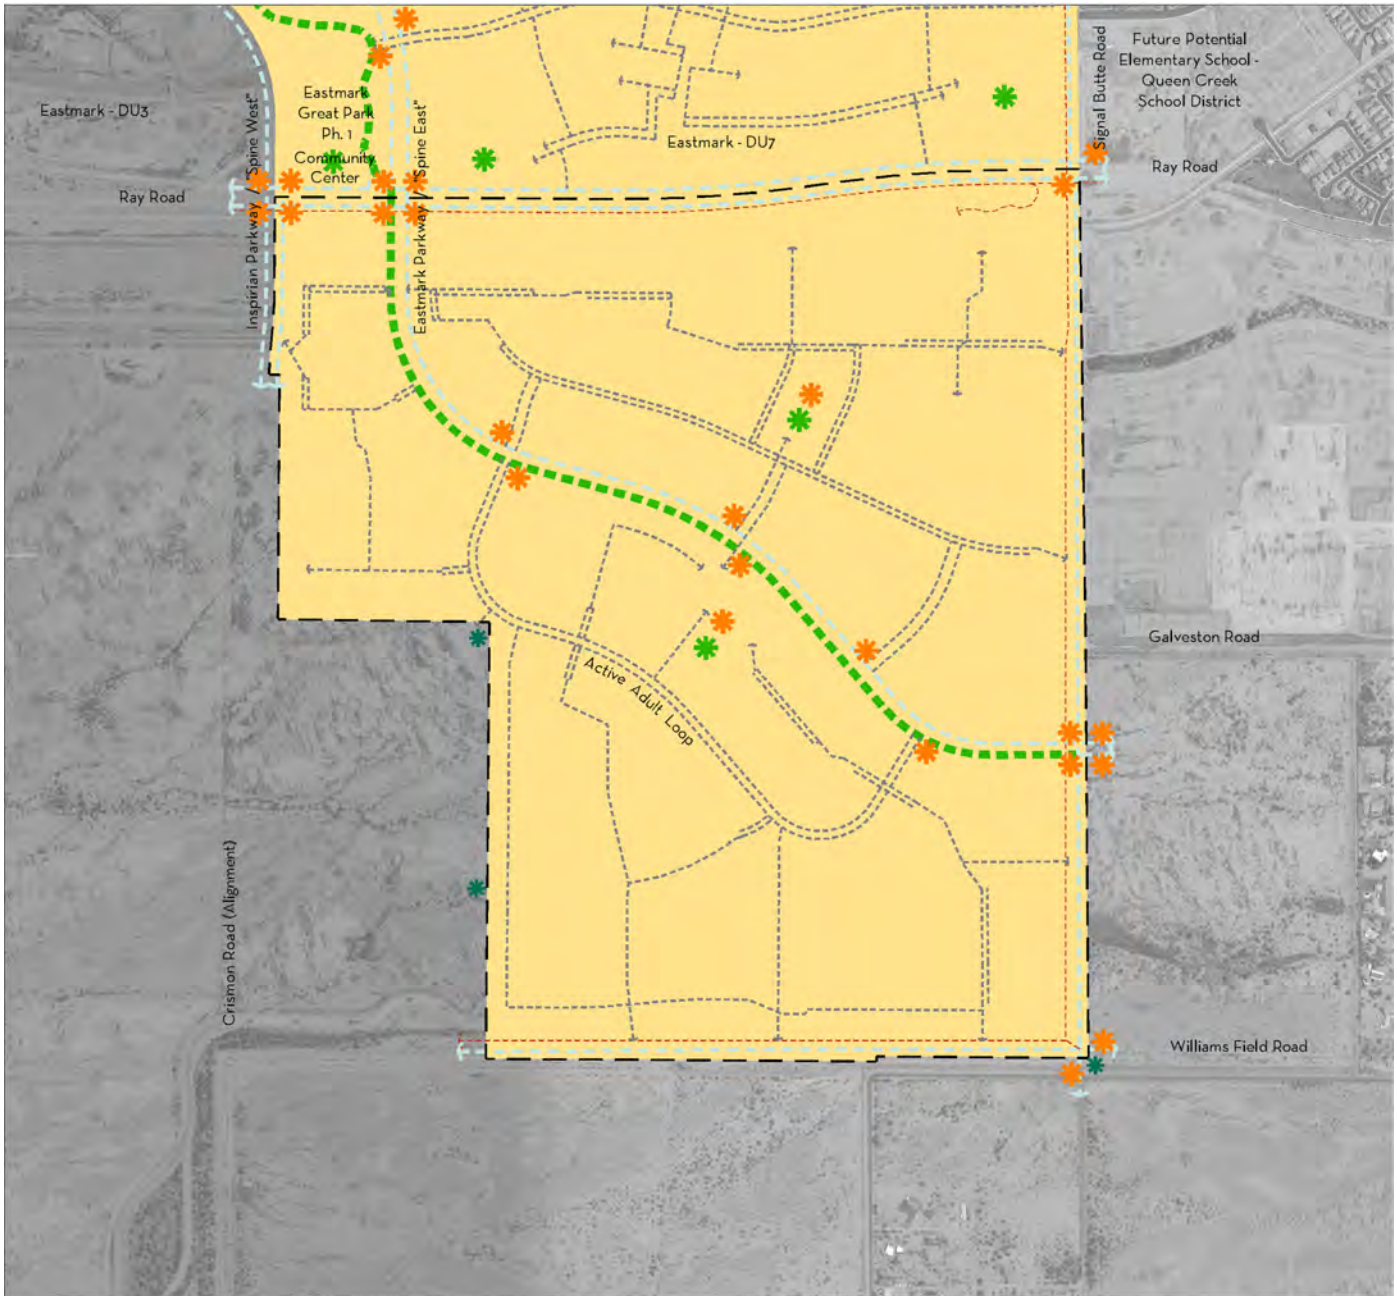 Future Potential
Elementary School -
Queen Creek
School District
Signal Butte Road
Eastmark - DU3
Eastmark
Great Park
Ph. 1
Community
Center
Eastmark - DU7
Ray Road
Ray Road
Inspirian Parkway / "Spine West"
Eastmark Parkway / "Spine East"
Galveston Road
Active Adult Loop
Crismon Road (Alignment)
Williams Field Road